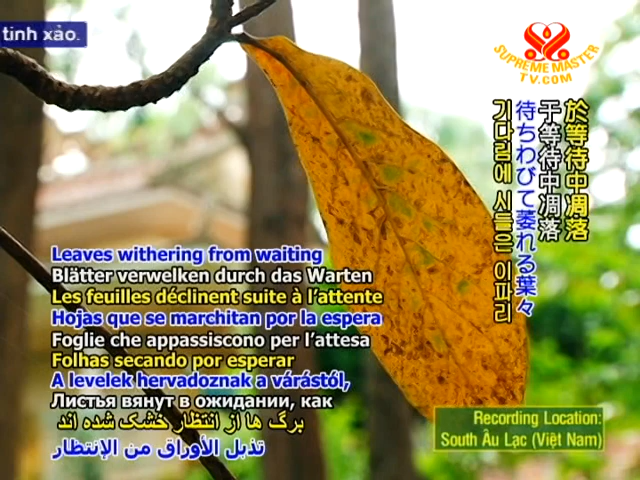 tinh xảo.
SUPREME MASTER
TV.COM
於等待中凋落
于等待中凋落
待ちわびて萎れる葉々
기다림에 시들은 이파리
Leaves withering from waiting
Blätter verwelken durch das Warten
Les feuilles déclinent suite à l'attente
Hojas que se marchitan por la espera
Foglie che appassiscono per l'attesa
Folhas secando por esperar
A levelek hervadoznak a várástól,
Листья вянут в ожидании, как
برگ ها از انتظار خشک شده اند
تذبل الأوراق من الإنتظار
Recording Location:
South Âu Lạc (Việt Nam)